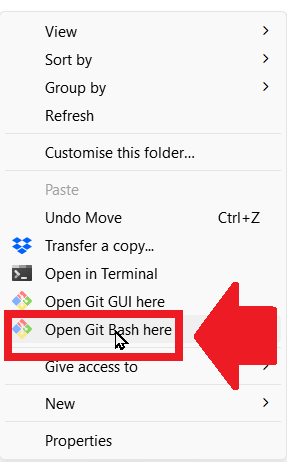 View
Sort by
Group by
Refresh
Customise this folder...
Paste
Undo Move Ctrl+Z
Transfer a copy...
Open in Terminal
Open Git GUI here
Open Git Bash here
Give access to
New
Properties